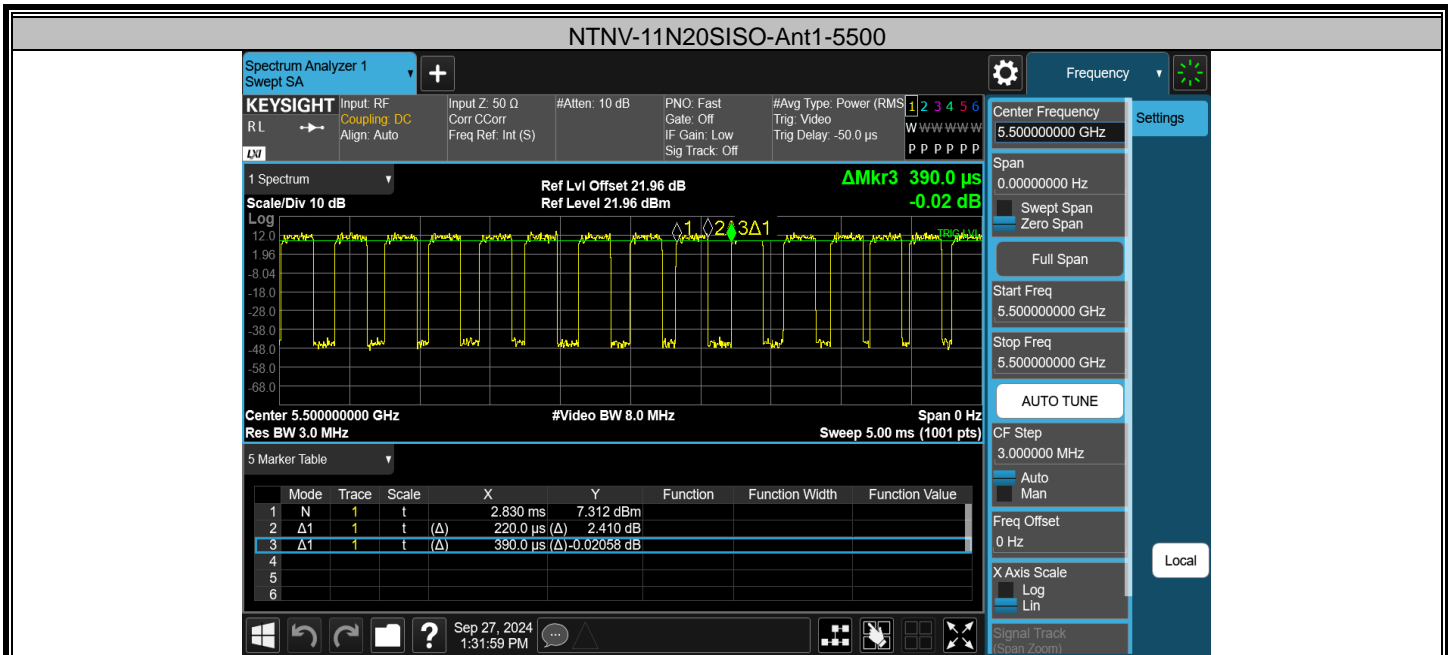 NTNV-11N20SISO-Ant1-5500
Spectrum Analyzer 1
Swept SA
+
Frequency
KEYSIGHT
RL
LXI
Input: RF
Coupling: DC
Align: Auto
Input Z: 50 Ω
Corr CCorr
Freq Ref: Int (S)
#Atten: 10 dB
PNO: Fast
Gate: Off
IF Gain: Low
Sig Track: Off
#Avg Type: Power (RMS
Trig: Video
Trig Delay: -50.0 µs
1 2 3 4 5 6
W W W W W W
P P P P P P
1 Spectrum
Scale/Div 10 dB
Ref Lvl Offset 21.96 dB
Ref Level 21.96 dBm
ΔMkr3 390.0 µs
-0.02 dB
Log
12.0
1.96
-8.04
-18.0
-28.0
-38.0
-48.0
-58.0
-68.0
1 2 3Δ1
TRIG LVL
Center 5.500000000 GHz
Res BW 3.0 MHz
#Video BW 8.0 MHz
Span 0 Hz
Sweep 5.00 ms (1001 pts)
5 Marker Table
Mode Trace Scale X Y Function Function Width Function Value
1 N 1 t 2.830 ms 7.312 dBm
2 Δ1 1 t (Δ) 220.0 µs (Δ) 2.410 dB
3 Δ1 1 t (Δ) 390.0 µs (Δ) -0.02058 dB
4
5
6
?
Sep 27, 2024
1:31:59 PM
Center Frequency
5.500000000 GHz
Span
0.00000000 Hz
Swept Span
Zero Span
Full Span
Start Freq
5.500000000 GHz
Stop Freq
5.500000000 GHz
AUTO TUNE
CF Step
3.000000 MHz
Auto
Man
Freq Offset
0 Hz
X Axis Scale
Log
Lin
Signal Track
(Span Zoom)
Settings
Local